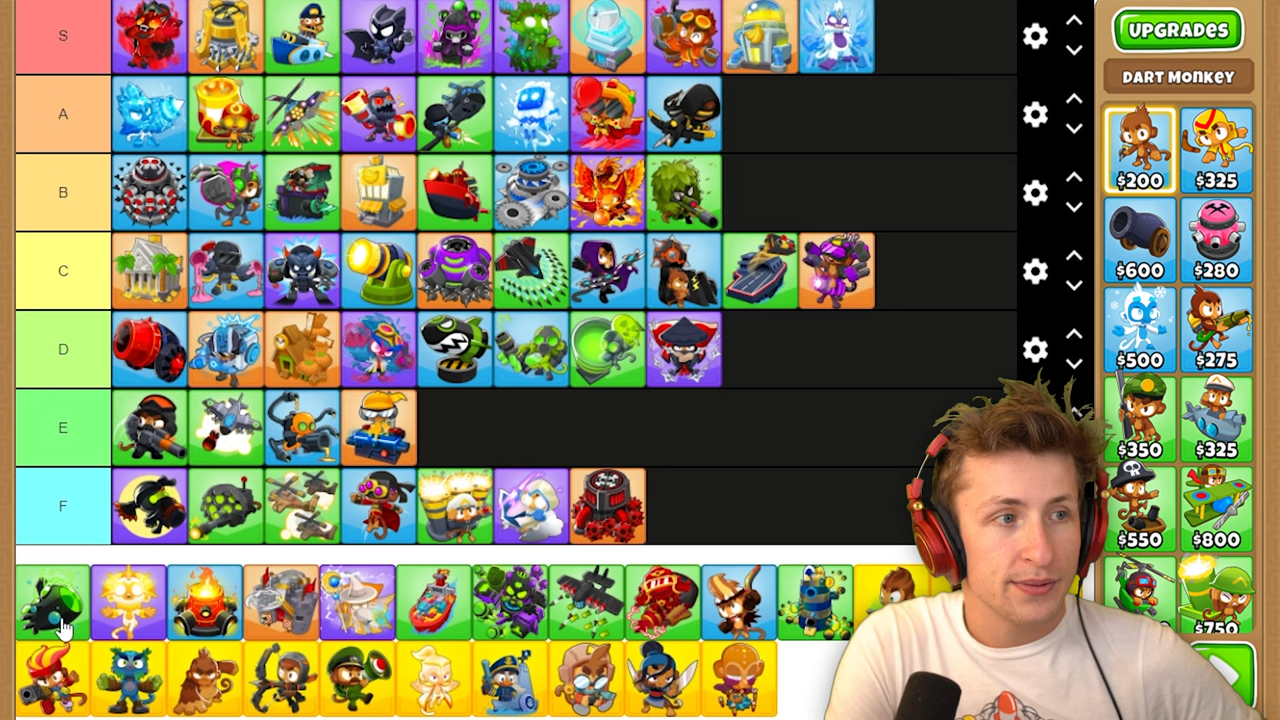 S
A
B
C
D
E
F
UPGRADES
DART MONKEY
$200 $325
$600 $280
$500 $275
$350 $325
$550 $800
$750